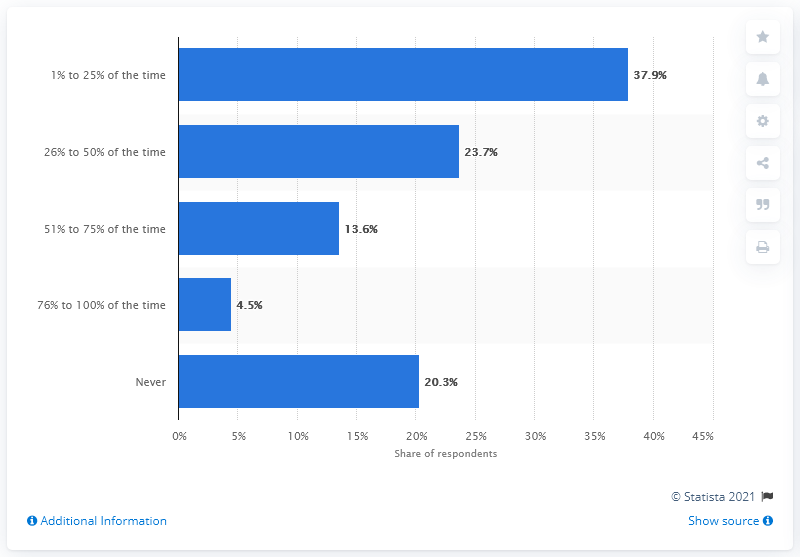 1% to 25% of the time 37.9%
26% to 50% of the time 23.7%
51% to 75% of the time 13.6%
76% to 100% of the time 4.5%
Never 20.3%
0% 5% 10% 15% 20% 25% 30% 35% 40% 45%
Share of respondents
© Statista 2021
Additional Information Show source